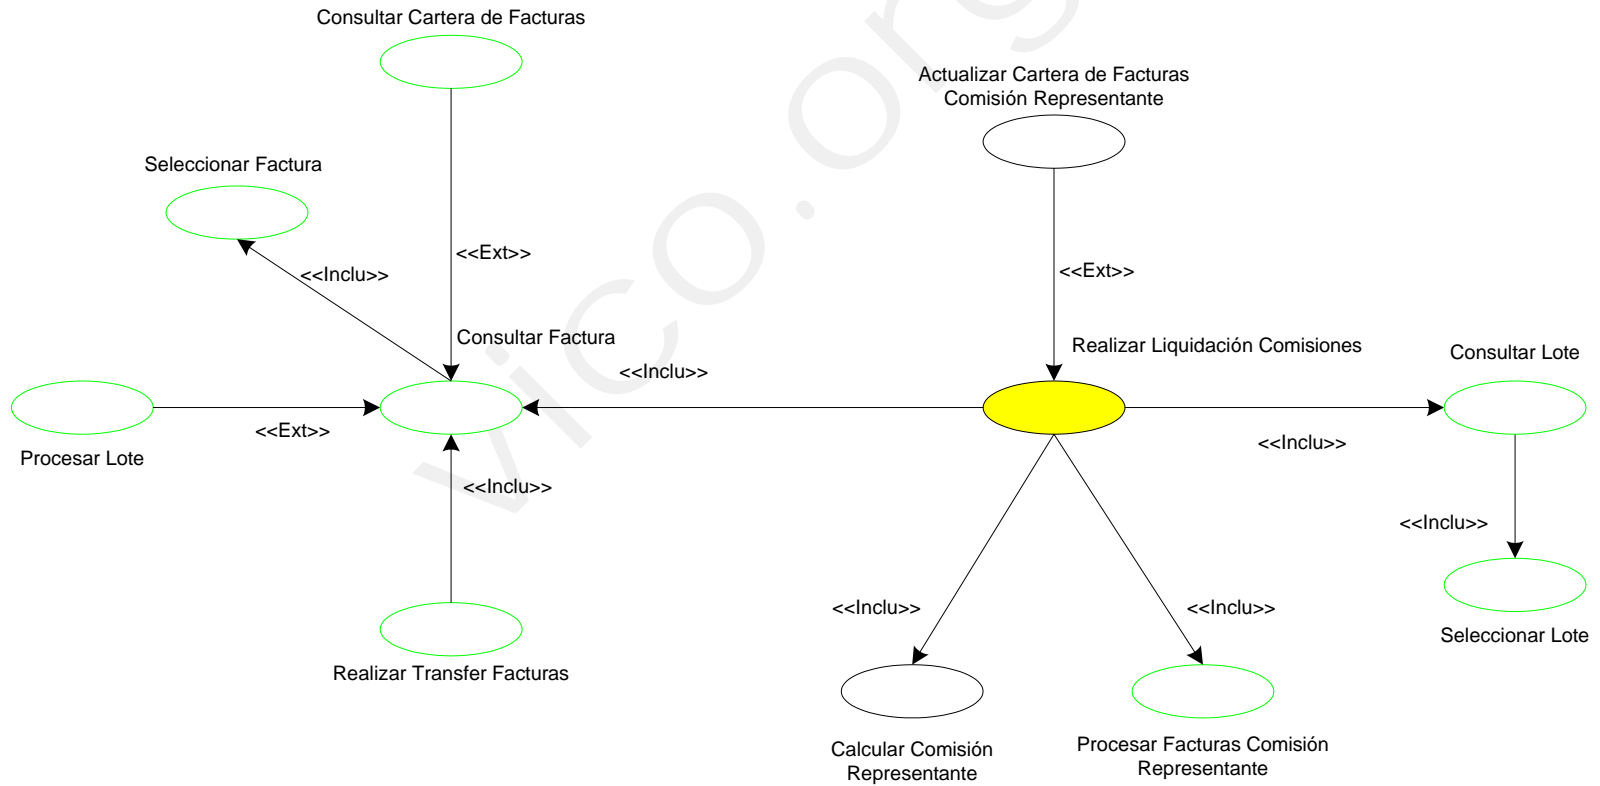 Consultar Cartera de Facturas
Actualizar Cartera de Facturas
Comisión Representante
Seleccionar Factura
<<Ext>>
<<Inclu>>
<<Ext>>
Consultar Factura
Realizar Liquidación Comisiones
Consultar Lote
<<Inclu>>
<<Ext>>
<<Inclu>>
Procesar Lote
<<Inclu>>
<<Inclu>>
<<Inclu>>
<<Inclu>>
Seleccionar Lote
Realizar Transfer Facturas
Calcular Comisión
Representante
Procesar Facturas Comisión
Representante
vico.org